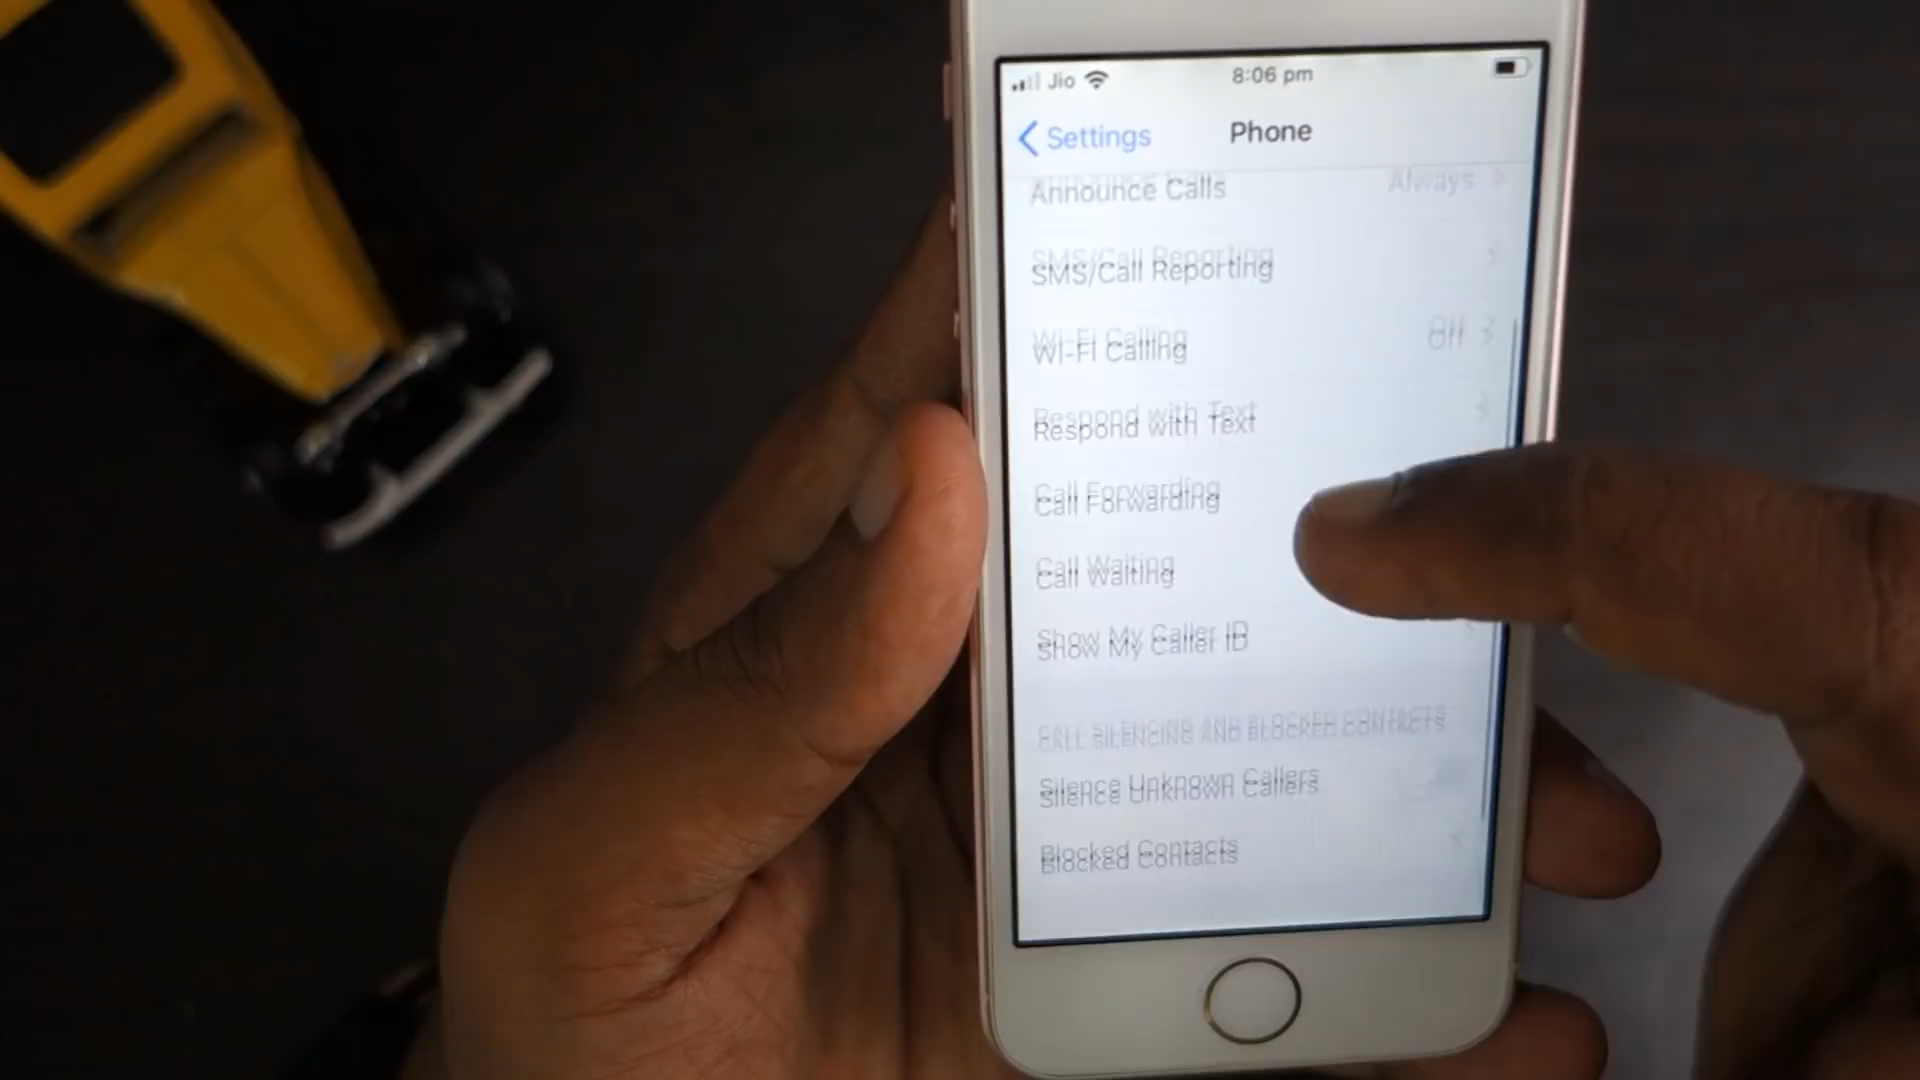 Jio 8:06 pm
Settings Phone
Announce Calls Always
SMS/Call Reporting
Wi-Fi Calling Off
Respond with Text
Call Forwarding
Call Waiting
Show My Caller ID
CALL SILENCING AND BLOCKED CONTACTS
Silence Unknown Callers
Blocked Contacts